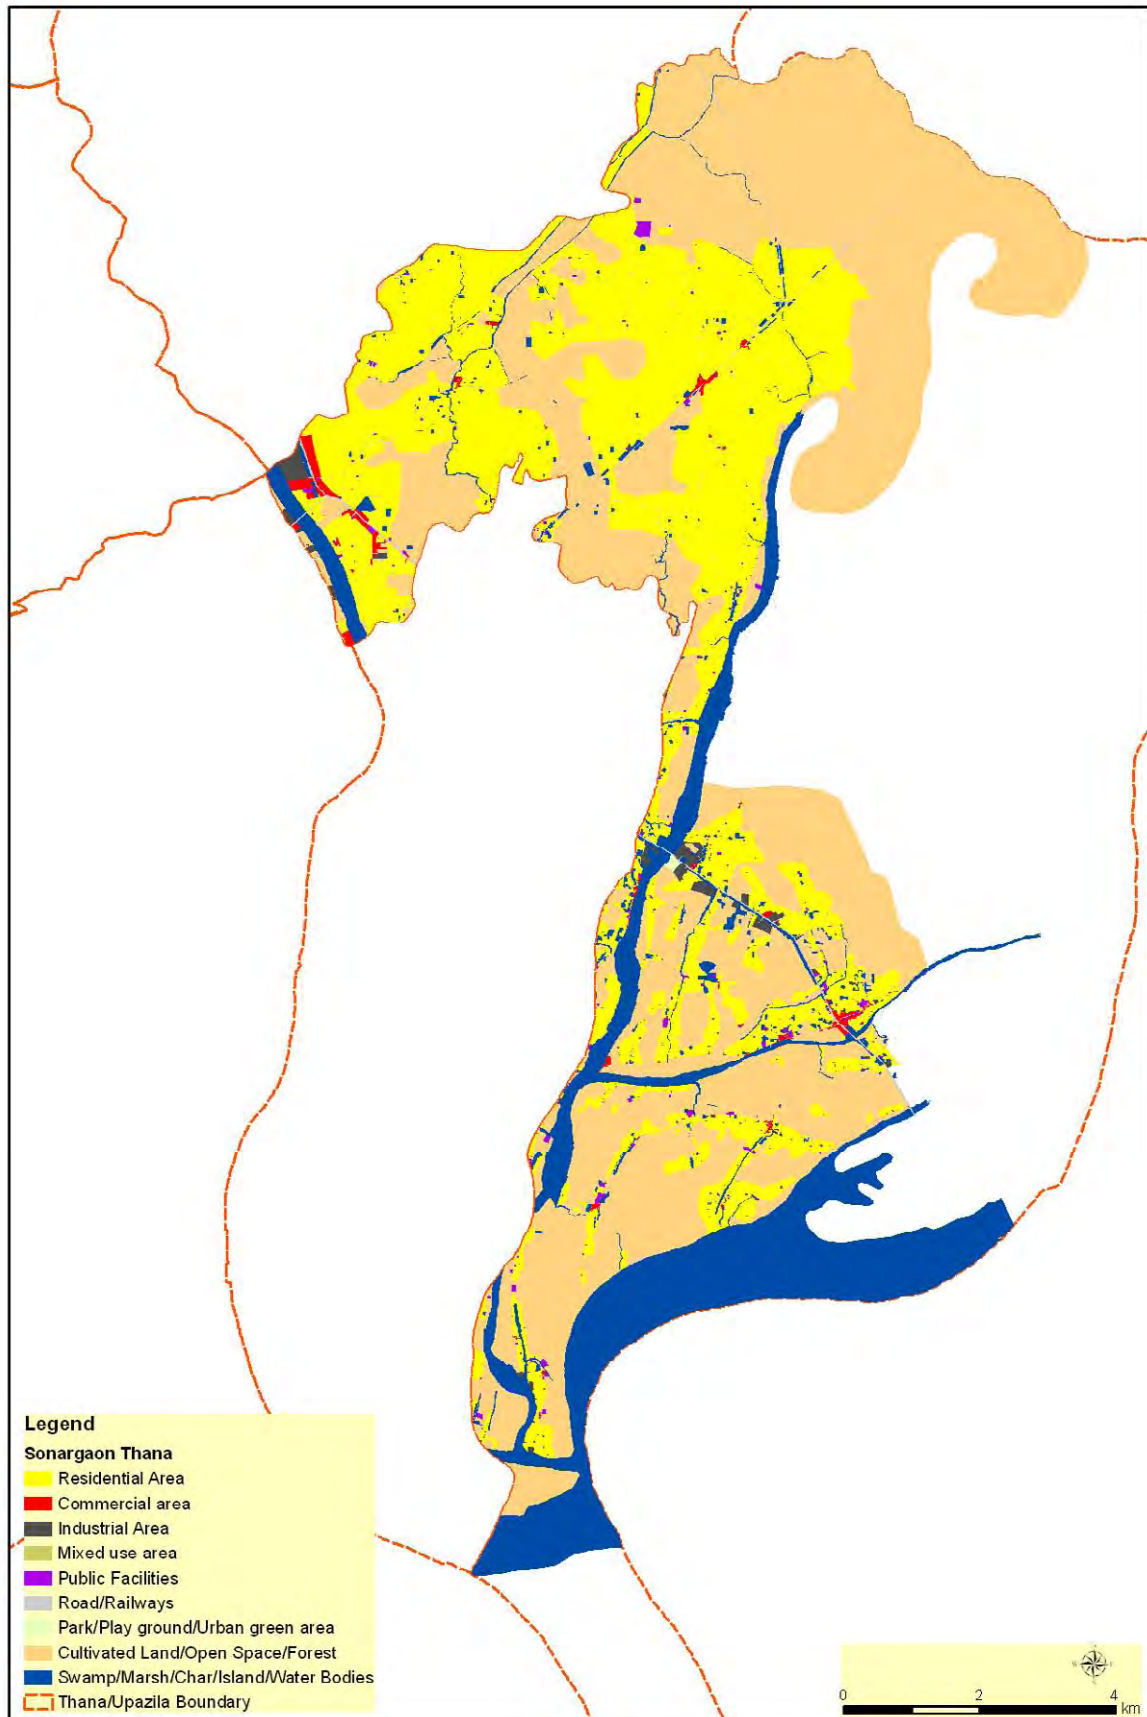 Legend
Sonargaon Thana
Residential Area
Commercial area
Industrial Area
Mixed use area
Public Facilities
Road/Railways
Park/Play ground/Urban green area
Cultivated Land/Open Space/Forest
Swamp/Marsh/Char/Island/Water Bodies
Thana/Upazila Boundary
N
W E
S
0 2 4
km